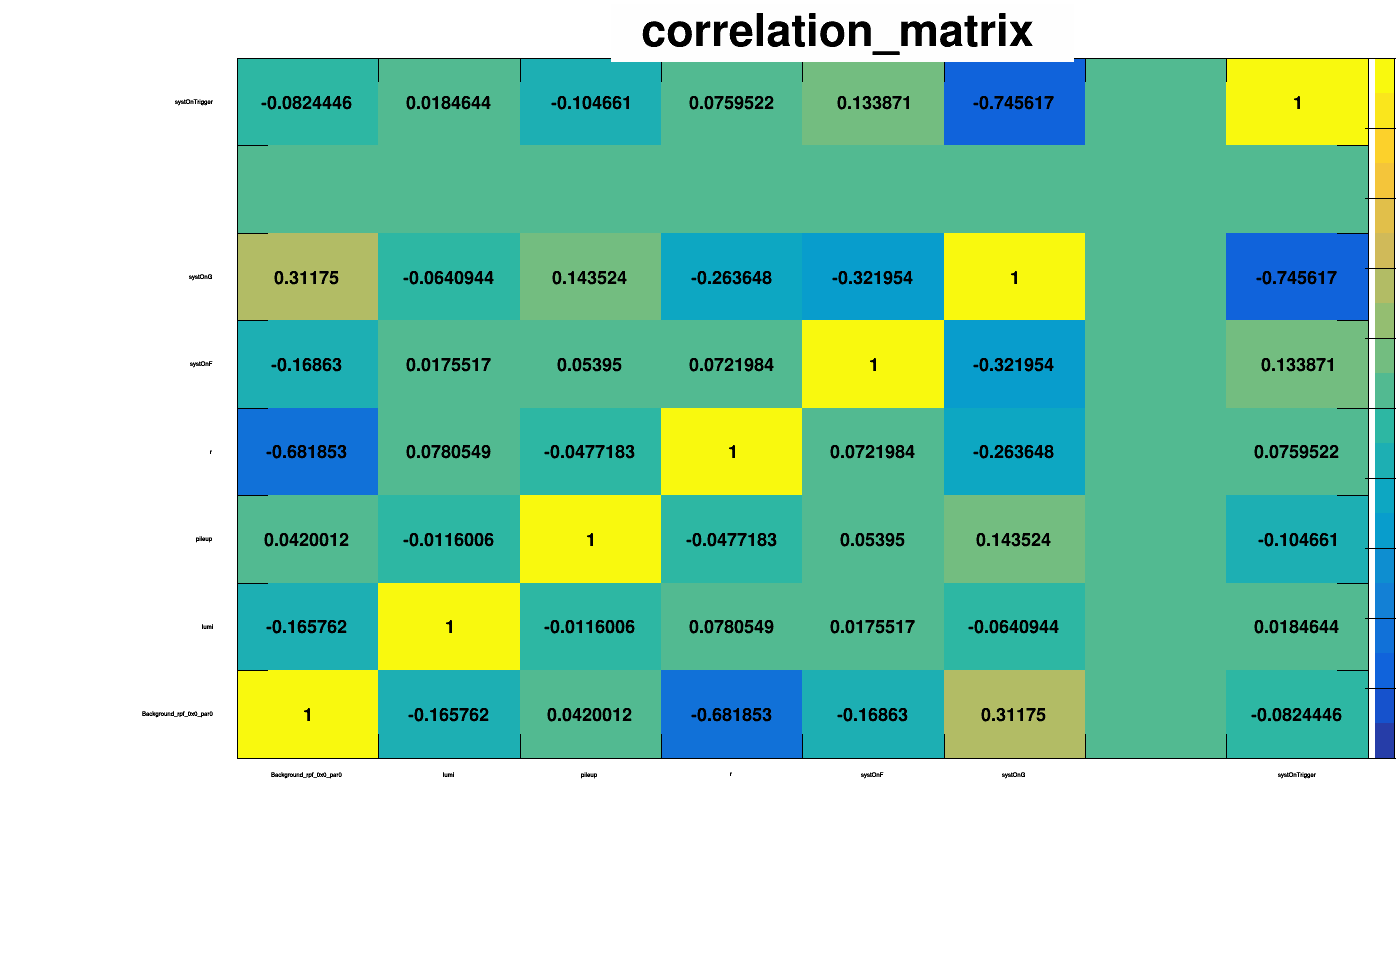 correlation_matrix
systOnTrigger -0.0824446 0.0184644 -0.104661 0.0759522 0.133871 -0.745617 1
systOnG 0.31175 -0.0640944 0.143524 -0.263648 -0.321954 1 -0.745617
systOnF -0.16863 0.0175517 0.05395 0.0721984 1 -0.321954 0.133871
r -0.681853 0.0780549 -0.0477183 1 0.0721984 -0.263648 0.0759522
pileup 0.0420012 -0.0116006 1 -0.0477183 0.05395 0.143524 -0.104661
lumi -0.165762 1 -0.0116006 0.0780549 0.0175517 -0.0640944 0.0184644
Background_rpf_0x0_par0 1 -0.165762 0.0420012 -0.681853 -0.16863 0.31175 -0.0824446
Background_rpf_0x0_par0 lumi pileup r systOnF systOnG systOnTrigger